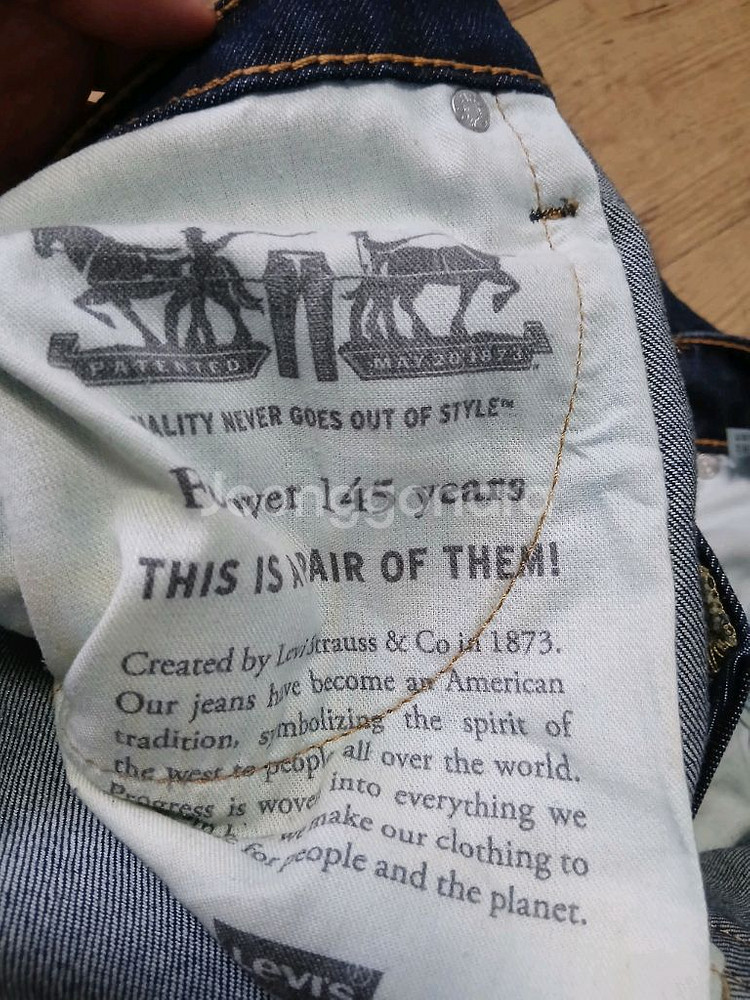 PATENTED MAY 20 1873
ALITY NEVER GOES OUT OF STYLE™
ver 145 years
THIS IS A PAIR OF THEM!
Created by Levi Strauss & Co in 1873.
Our jeans have become an American
tradition, symbolizing the spirit of
the west to people all over the world.
Progress is woven into everything we
make our clothing to
for people and the planet.
Levi's
Joonggonara